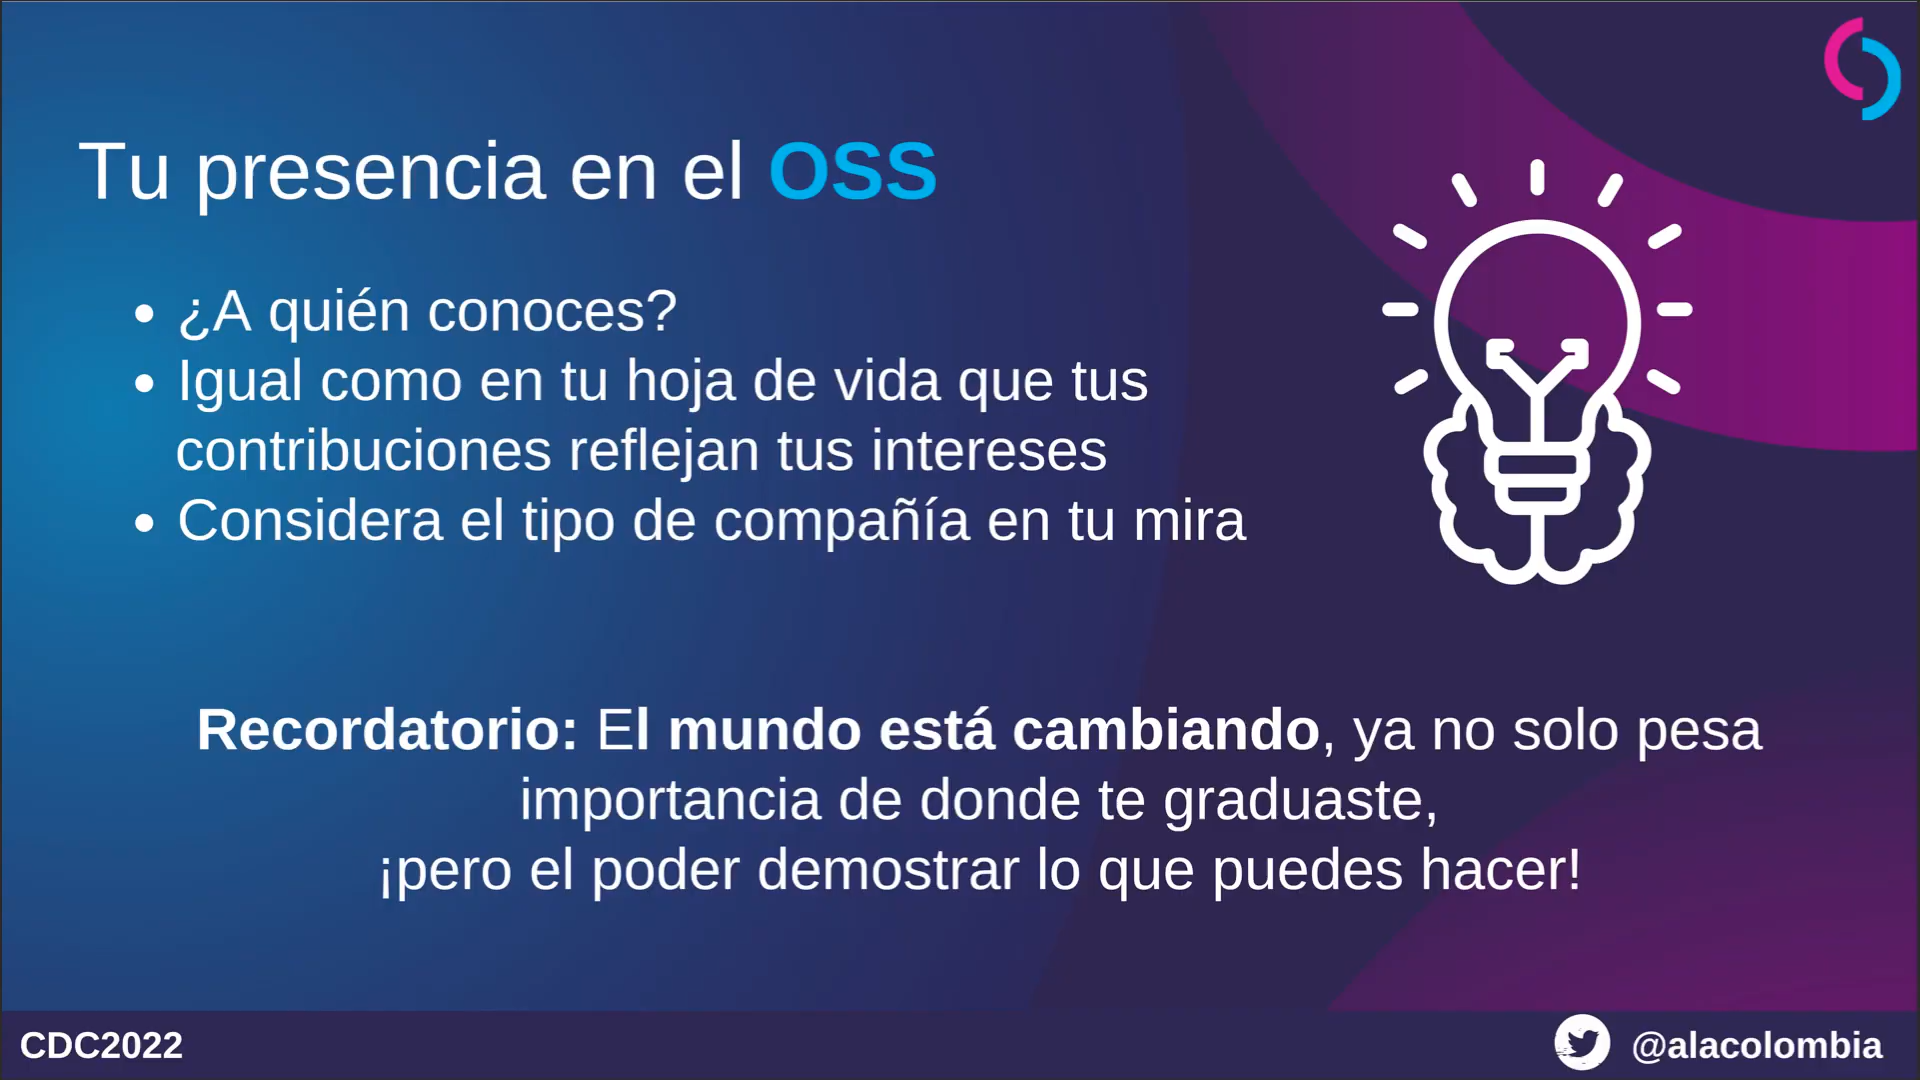 Tu presencia en el OSS
• ¿A quién conoces?
• Igual como en tu hoja de vida que tus
contribuciones reflejan tus intereses
• Considera el tipo de compañía en tu mira
Recordatorio: El mundo está cambiando, ya no solo pesa
importancia de donde te graduaste,
¡pero el poder demostrar lo que puedes hacer!
CDC2022
@alacolombia